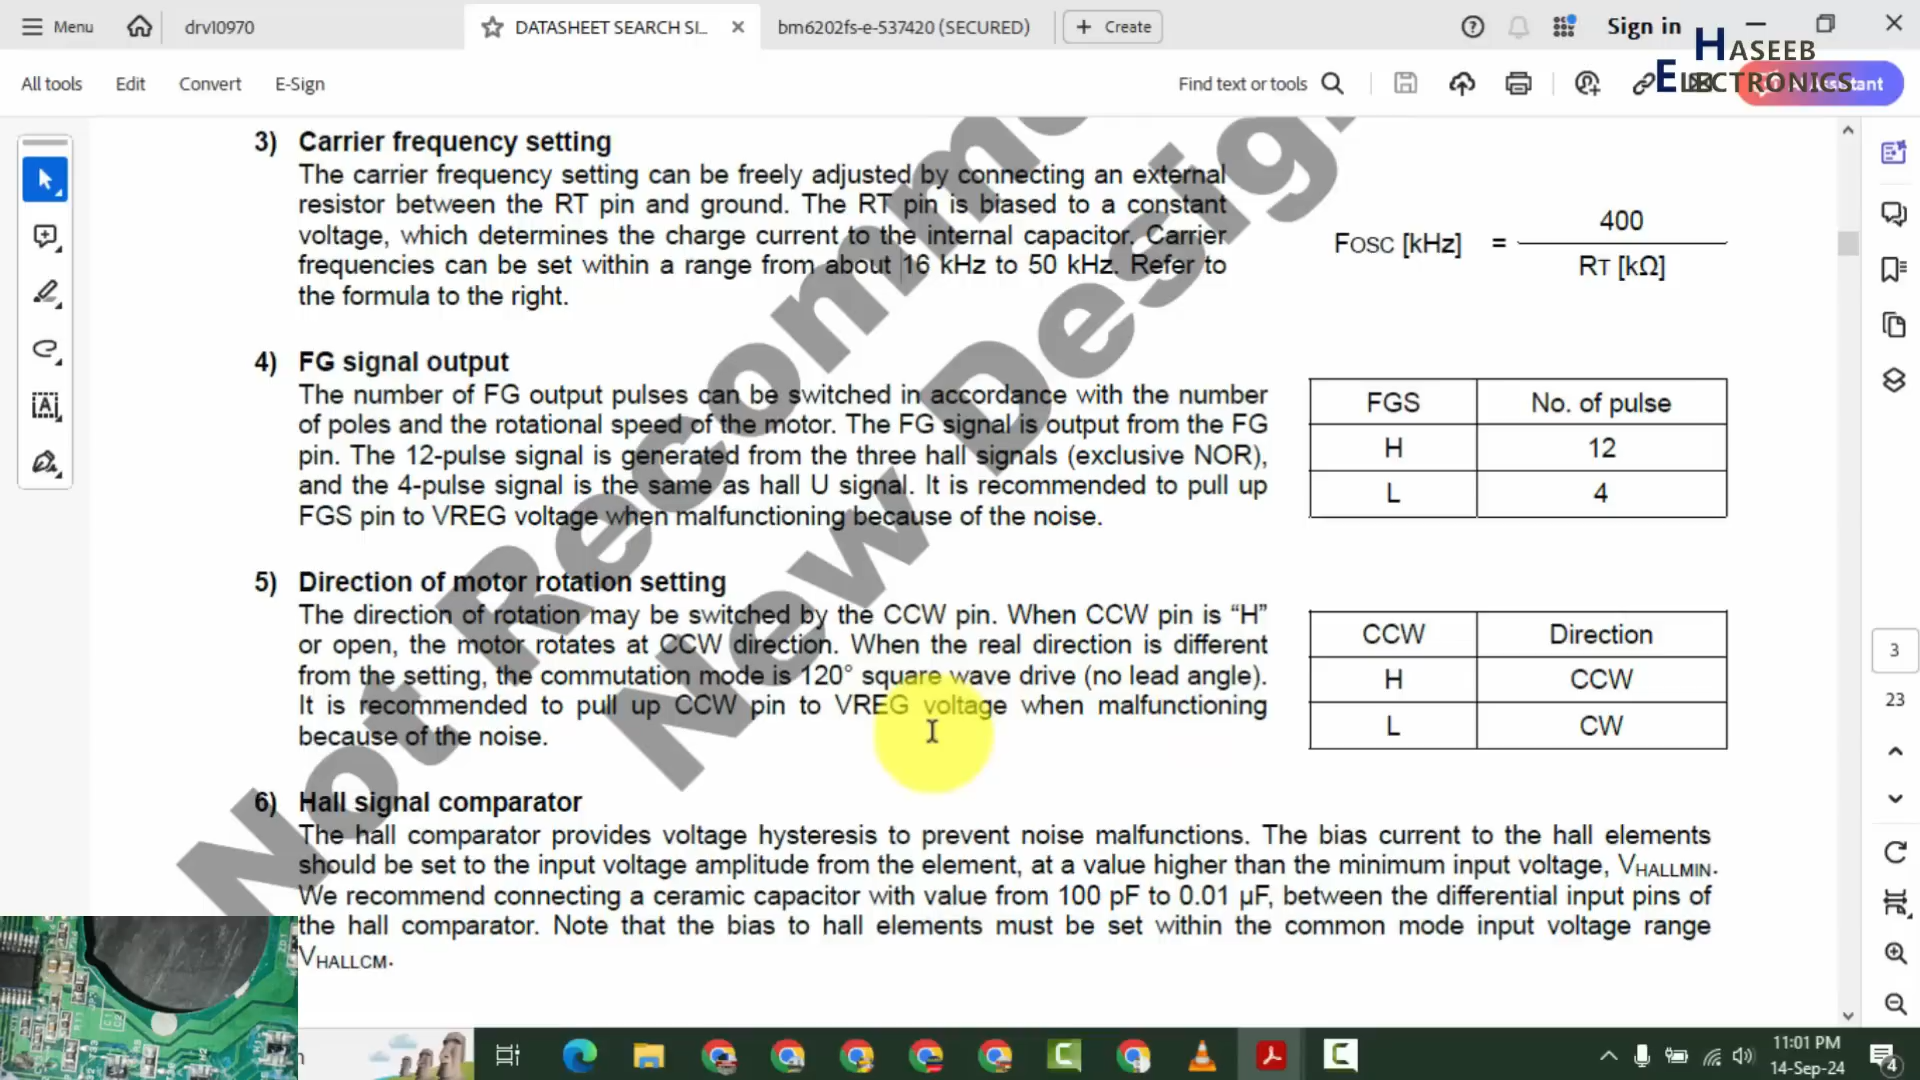 Menu
drv10970
DATASHEET SEARCH SI...
bm6202fs-e-537420 (SECURED)
Create
Sign in
HASEEB
ELECTRONICS
All tools
Edit
Convert
E-Sign
Find text or tools
3) Carrier frequency setting
The carrier frequency setting can be freely adjusted by connecting an external
resistor between the RT pin and ground. The RT pin is biased to a constant
voltage, which determines the charge current to the internal capacitor. Carrier
frequencies can be set within a range from about 16 kHz to 50 kHz. Refer to
the formula to the right.
FOSC [kHz] = 400
RT [kΩ]
4) FG signal output
The number of FG output pulses can be switched in accordance with the number
of poles and the rotational speed of the motor. The FG signal is output from the FG
pin. The 12-pulse signal is generated from the three hall signals (exclusive NOR),
and the 4-pulse signal is the same as hall U signal. It is recommended to pull up
FGS pin to VREG voltage when malfunctioning because of the noise.
FGS No. of pulse
H 12
L 4
5) Direction of motor rotation setting
The direction of rotation may be switched by the CCW pin. When CCW pin is “H”
or open, the motor rotates at CCW direction. When the real direction is different
from the setting, the commutation mode is 120° square wave drive (no lead angle).
It is recommended to pull up CCW pin to VREG voltage when malfunctioning
because of the noise.
CCW Direction
H CCW
L CW
6) Hall signal comparator
The hall comparator provides voltage hysteresis to prevent noise malfunctions. The bias current to the hall elements
should be set to the input voltage amplitude from the element, at a value higher than the minimum input voltage, VHALLMIN.
We recommend connecting a ceramic capacitor with value from 100 pF to 0.01 µF, between the differential input pins of
the hall comparator. Note that the bias to hall elements must be set within the common mode input voltage range
VHALLCM.
3
23
11:01 PM
14-Sep-24
4